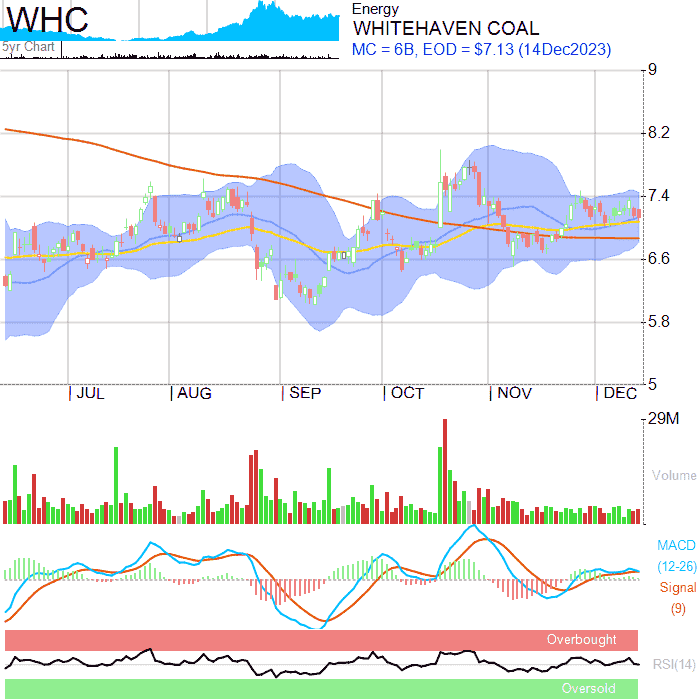 WHC
5yr Chart
Energy
WHITEHAVEN COAL
MC = 6B, EOD = $7.13 (14Dec2023)
9
8.2
7.4
6.6
5.8
5
JUL AUG SEP OCT NOV DEC
29M
Volume
MACD
(12-26)
Signal
(9)
Overbought
RSI(14)
Oversold